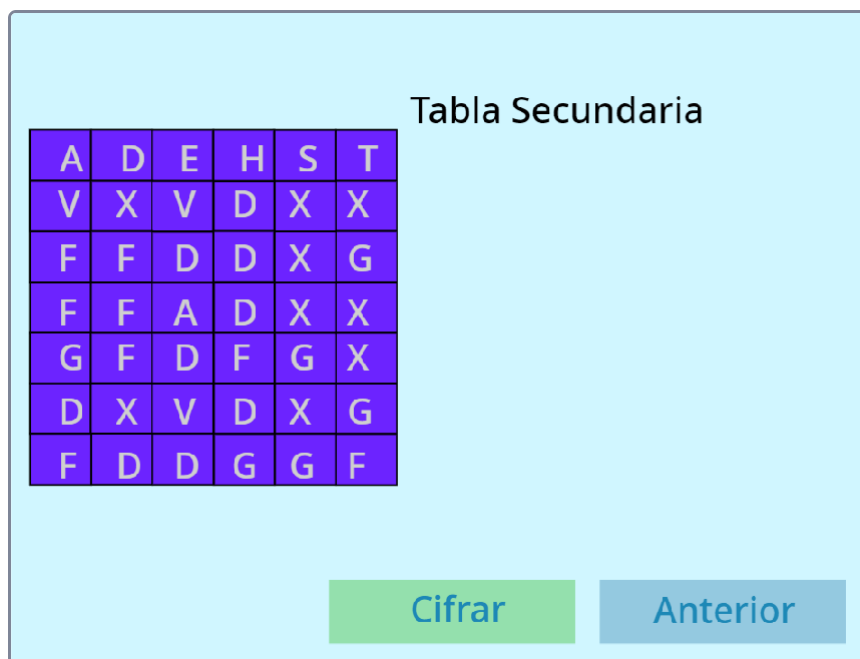 Tabla Secundaria
A D E H S T
V X V D X X
F F D D X G
F F A D X X
G F D F G X
D X V D X G
F D D G G F
Cifrar Anterior